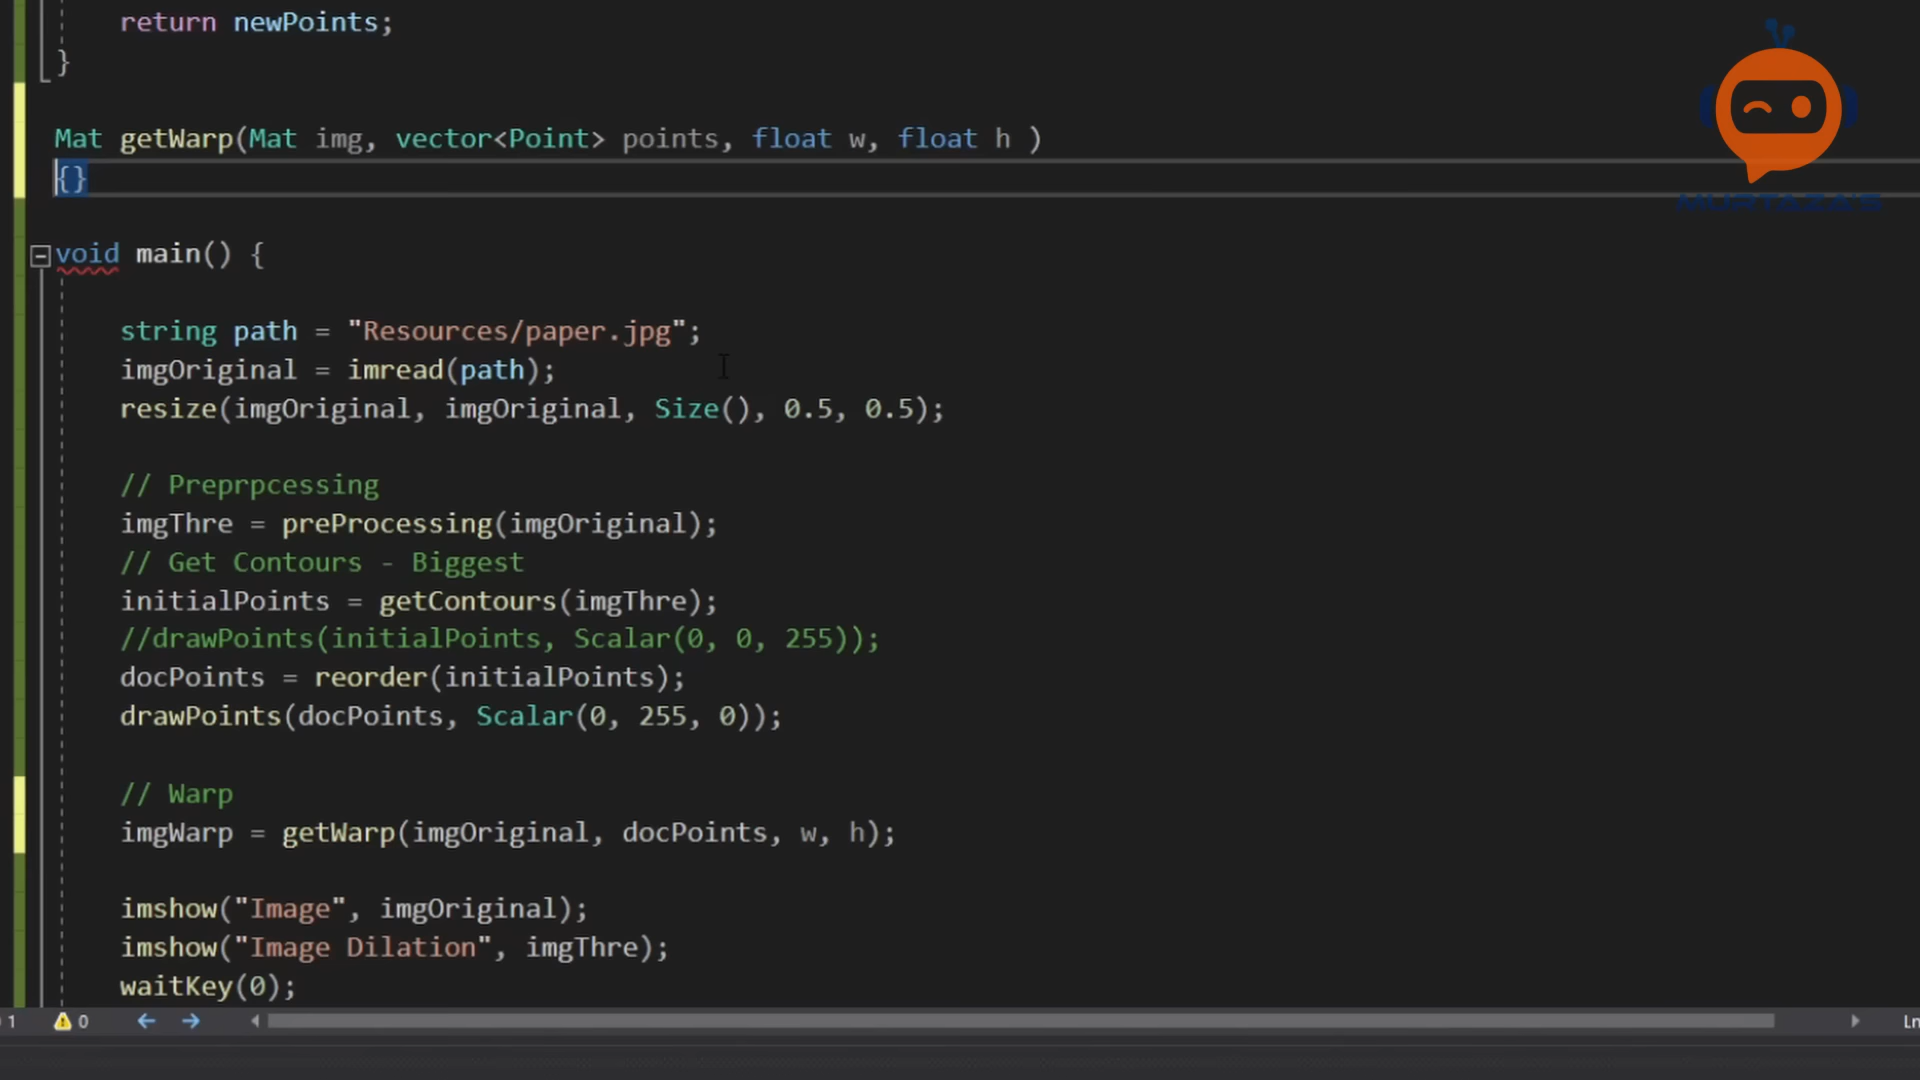 return newPoints;
}
Mat getWarp(Mat img, vector<Point> points, float w, float h )
{}
void main() {
string path = "Resources/paper.jpg";
imgOriginal = imread(path);
resize(imgOriginal, imgOriginal, Size(), 0.5, 0.5);
// Preprpcessing
imgThre = preProcessing(imgOriginal);
// Get Contours - Biggest
initialPoints = getContours(imgThre);
//drawPoints(initialPoints, Scalar(0, 0, 255));
docPoints = reorder(initialPoints);
drawPoints(docPoints, Scalar(0, 255, 0));
// Warp
imgWarp = getWarp(imgOriginal, docPoints, w, h);
imshow("Image", imgOriginal);
imshow("Image Dilation", imgThre);
waitKey(0);
1 0 Ln
MURTAZA'S